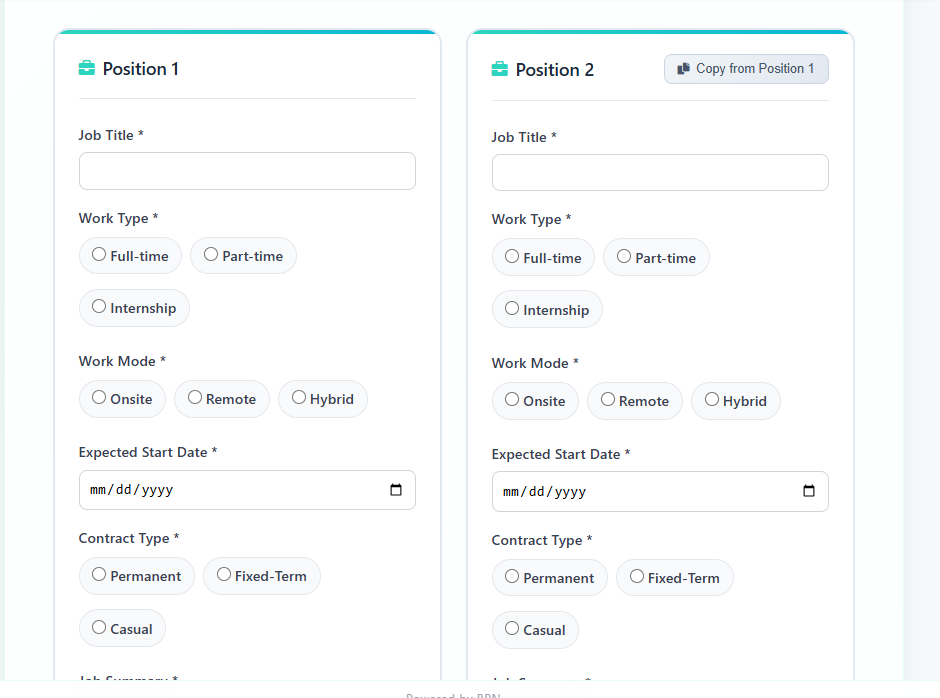 Position 1
Job Title *
Work Type *
Full-time Part-time
Internship
Work Mode *
Onsite Remote Hybrid
Expected Start Date *
mm/dd/yyyy
Contract Type *
Permanent Fixed-Term
Casual
Job Summary *
Position 2 Copy from Position 1
Job Title *
Work Type *
Full-time Part-time
Internship
Work Mode *
Onsite Remote Hybrid
Expected Start Date *
mm/dd/yyyy
Contract Type *
Permanent Fixed-Term
Casual
Powered by